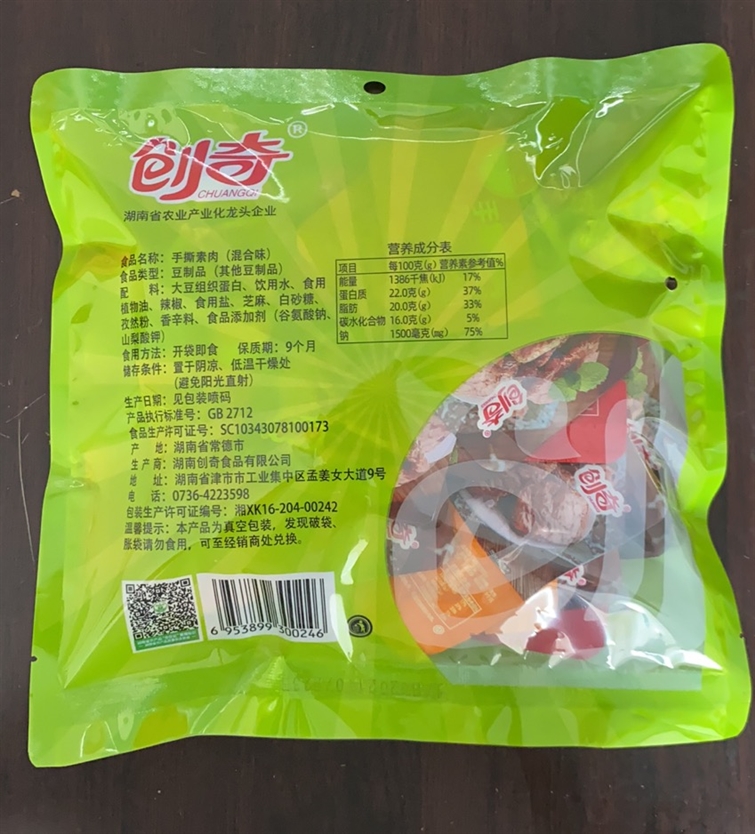 创奇®
CHUANGQI
湖南省农业产业化龙头企业
食品名称：手撕素肉（混合味）
食品类型：豆制品（其他豆制品）
配 料：大豆组织蛋白、饮用水、食用
植物油、辣椒、食用盐、芝麻、白砂糖、
孜然粉、香辛料、食品添加剂（谷氨酸钠、
山梨酸钾）
食用方法：开袋即食 保质期：9个月
储存条件：置于阴凉、低温干燥处
（避免阳光直射）
生产日期：见包装喷码
产品执行标准号：GB 2712
食品生产许可证号：SC10343078100173
产 地：湖南省常德市
生 产 商：湖南创奇食品有限公司
地 址：湖南省津市市工业集中区孟姜女大道9号
电 话：0736-4223598
包装生产许可证编号：湘XK16-204-00242
温馨提示：本产品为真空包装，发现破袋、
胀袋请勿食用，可至经销商处兑换。
营养成分表
项目 每100克(g) 营养素参考值%
能量 1386千焦(kJ) 17%
蛋白质 22.0克(g) 37%
脂肪 20.0克(g) 33%
碳水化合物 16.0克(g) 5%
钠 1500毫克(mg) 75%
创奇
创奇
6 953899 300246